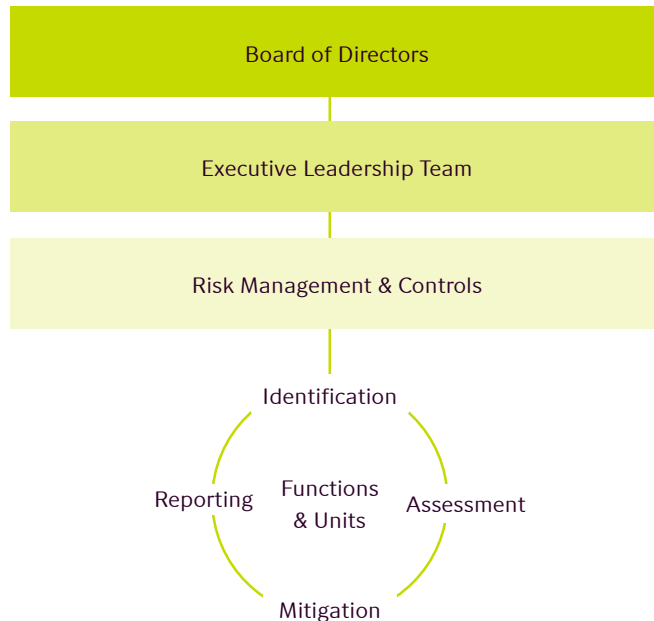 Board of Directors
Executive Leadership Team
Risk Management & Controls
Identification
Reporting
Functions
& Units
Assessment
Mitigation